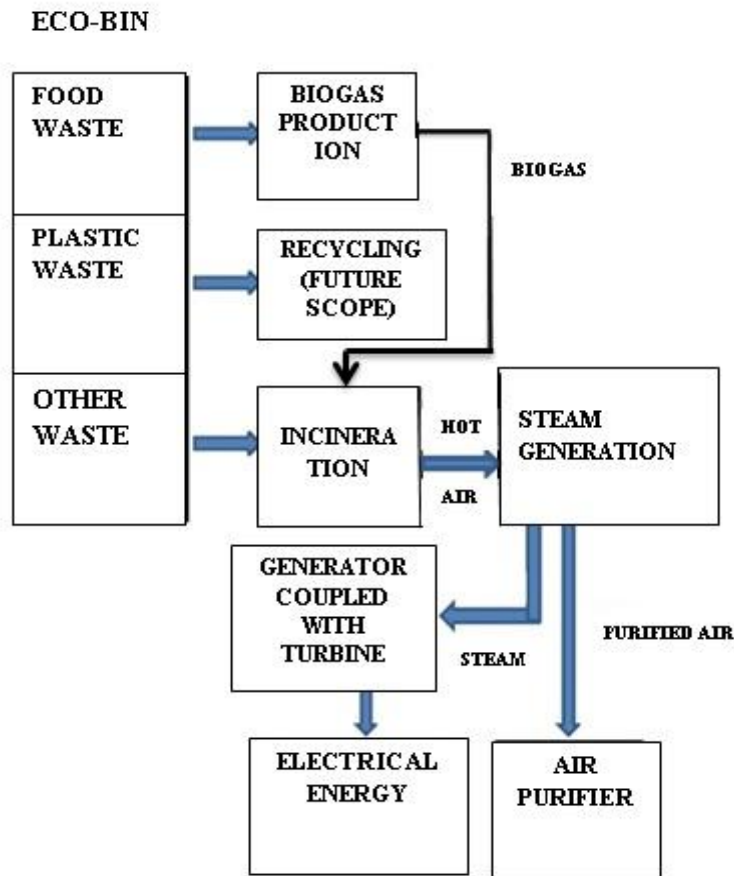 ECO-BIN
FOOD
WASTE
BIOGAS
PRODUCT
ION
BIOGAS
PLASTIC
WASTE
RECYCLING
(FUTURE
SCOPE)
OTHER
WASTE
INCINERA
TION
HOT
AIR
STEAM
GENERATION
GENERATOR
COUPLED
WITH
TURBINE
STEAM
PURIFIED AIR
ELECTRICAL
ENERGY
AIR
PURIFIER